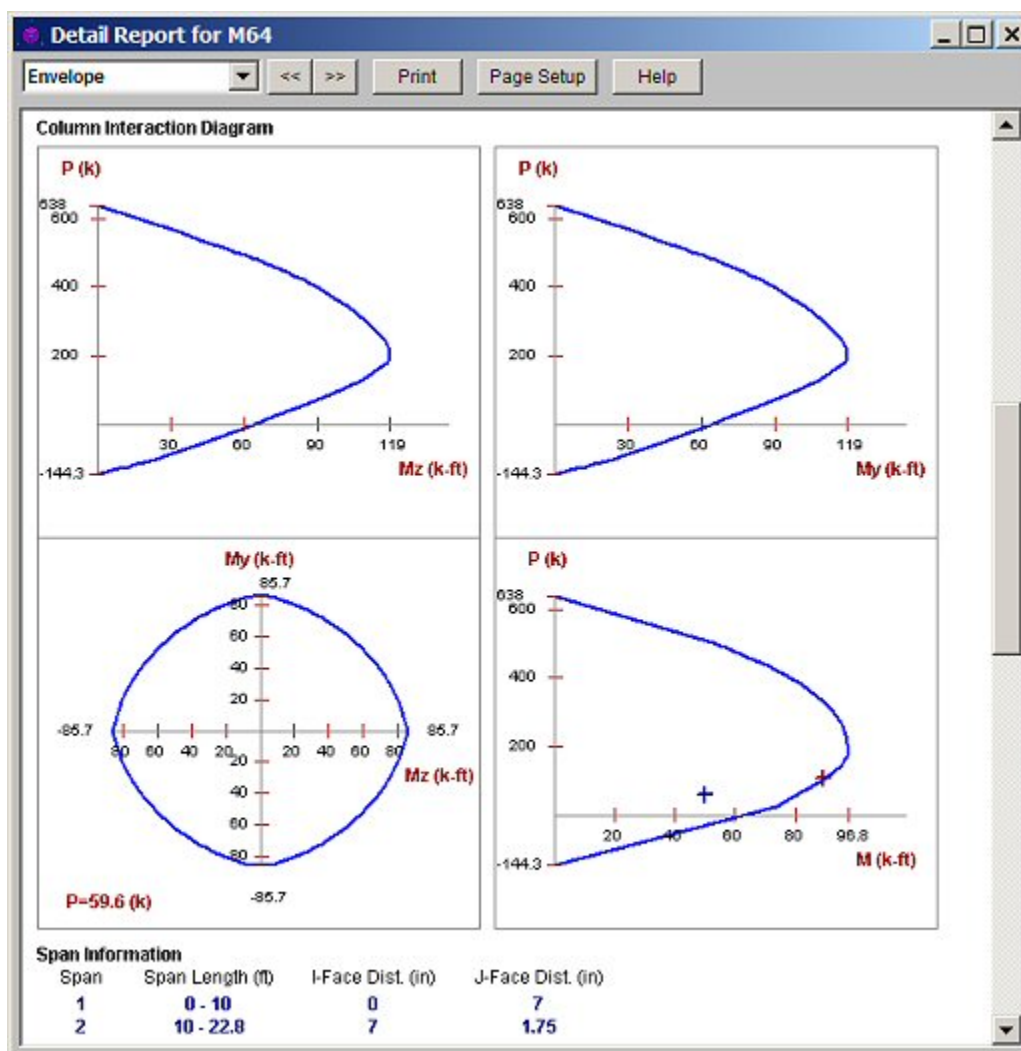 Detail Report for M64
Envelope << >> Print Page Setup Help
Column Interaction Diagram
P (k)
638
600
400
200
30 60 90 119
-144.3
Mz (k-ft)
P (k)
638
600
400
200
30 60 90 119
-144.3
My (k-ft)
My (k-ft)
85.7
80
60
40
20
-85.7 80 60 40 20 20 40 60 80 85.7
Mz (k-ft)
20
40
60
80
-85.7
P=59.6 (k)
P (k)
638
600
400
200
20 40 60 80 96.8
-144.3
M (k-ft)
Span Information
Span Span Length (ft) I-Face Dist. (in) J-Face Dist. (in)
1 0 - 10 0 7
2 10 - 22.8 7 1.75